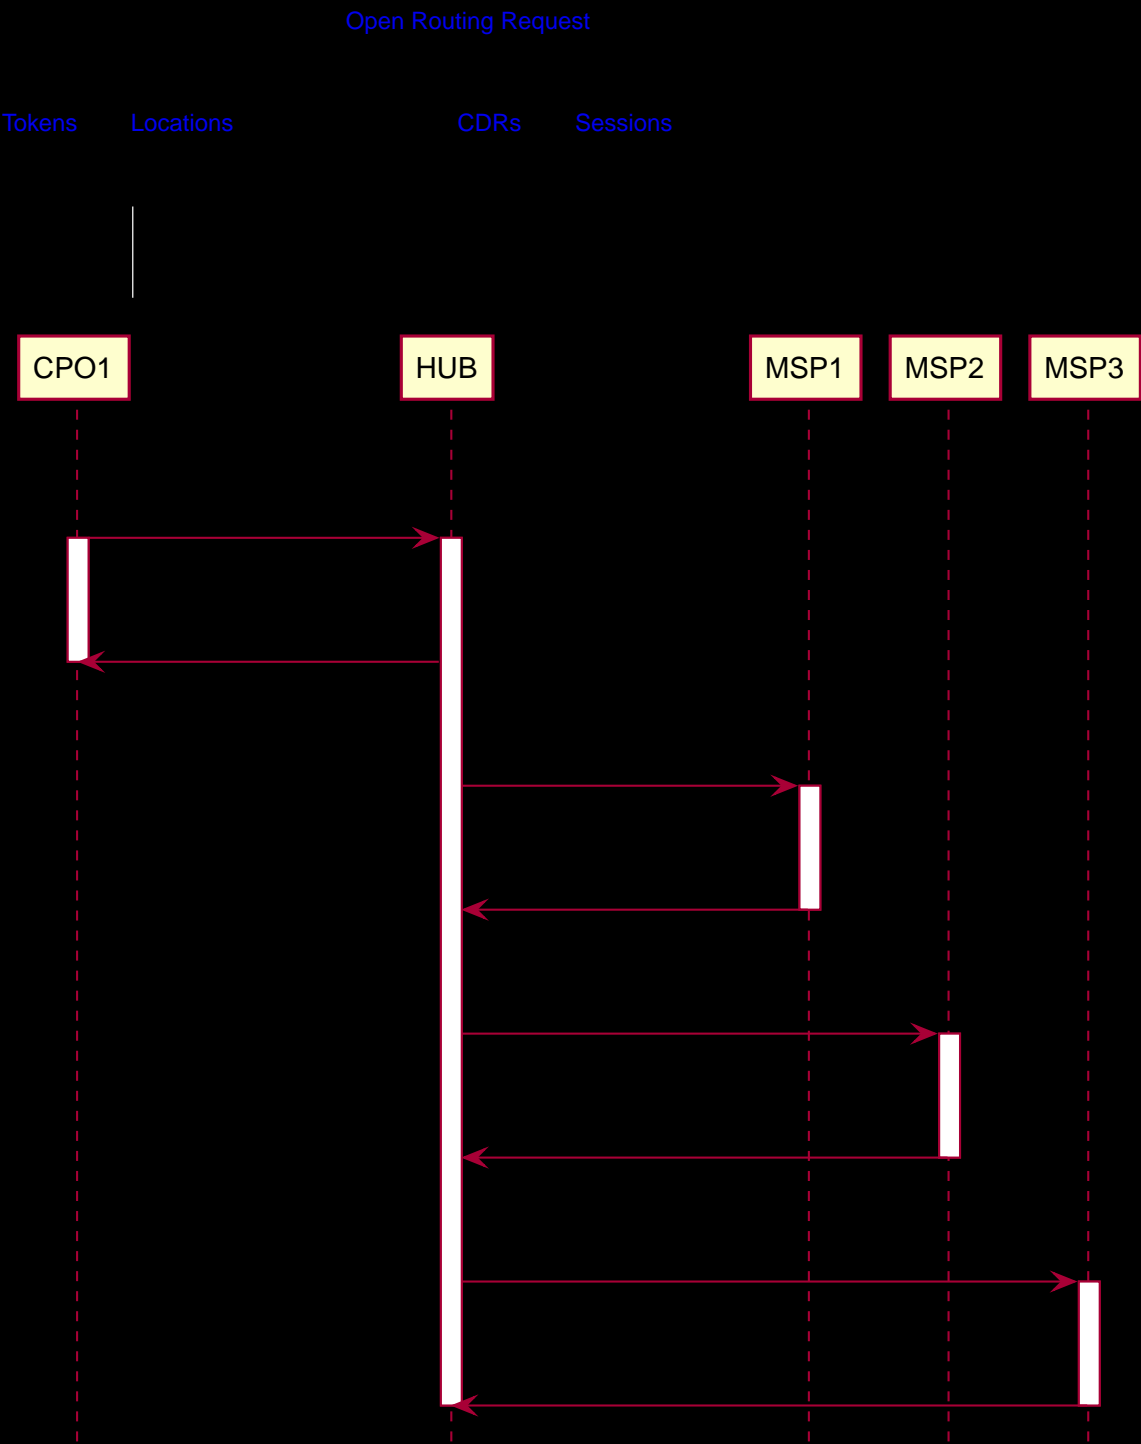 Open Routing Request
Tokens Locations CDRs Sessions
CPO1 HUB MSP1 MSP2 MSP3